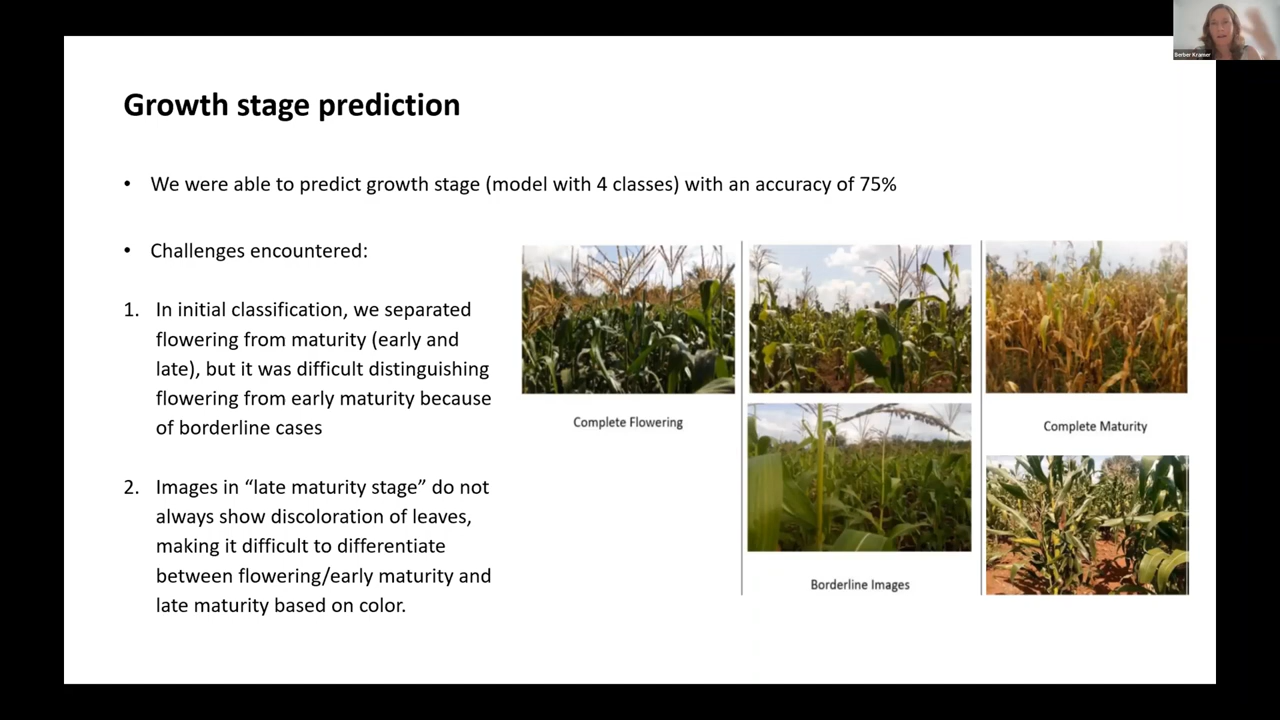 Berber Kramer
Growth stage prediction
• We were able to predict growth stage (model with 4 classes) with an accuracy of 75%
• Challenges encountered:
1. In initial classification, we separated
flowering from maturity (early and
late), but it was difficult distinguishing
flowering from early maturity because
of borderline cases
2. Images in “late maturity stage” do not
always show discoloration of leaves,
making it difficult to differentiate
between flowering/early maturity and
late maturity based on color.
Complete Flowering
Borderline Images
Complete Maturity